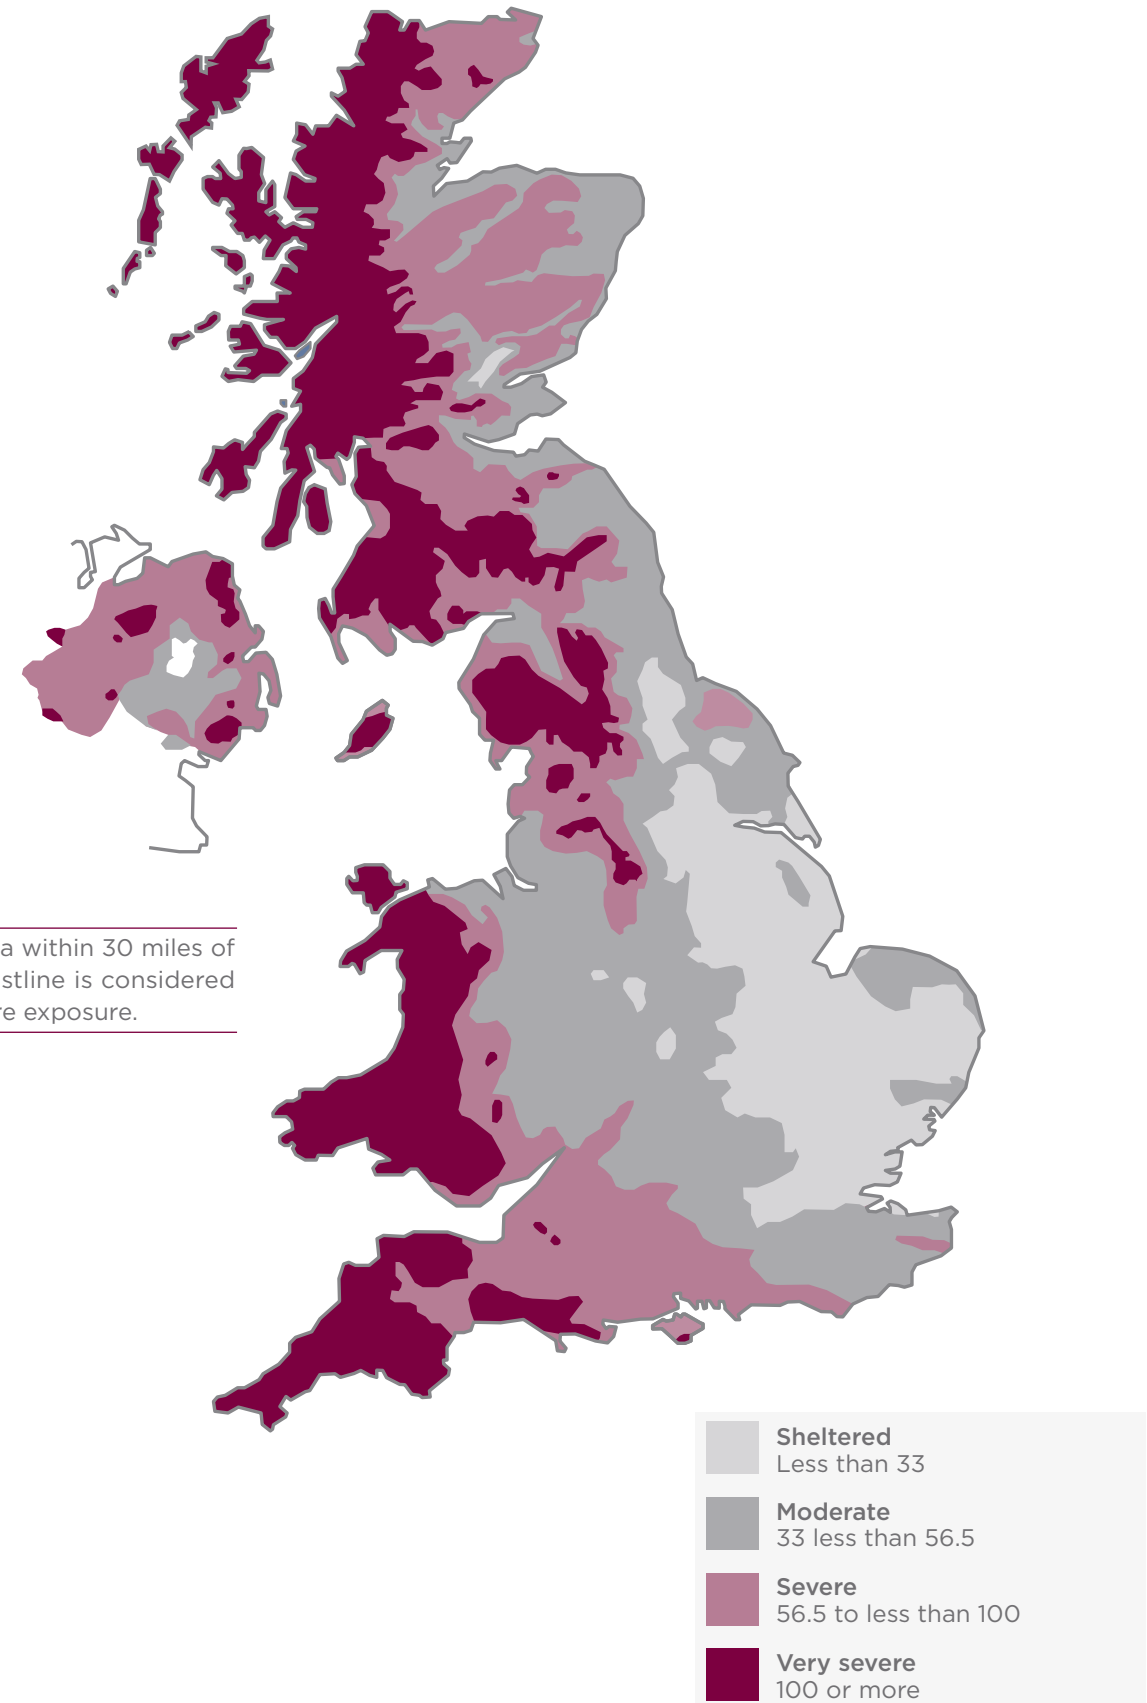 a within 30 miles of
stline is considered
re exposure.
Sheltered
Less than 33
Moderate
33 less than 56.5
Severe
56.5 to less than 100
Very severe
100 or more